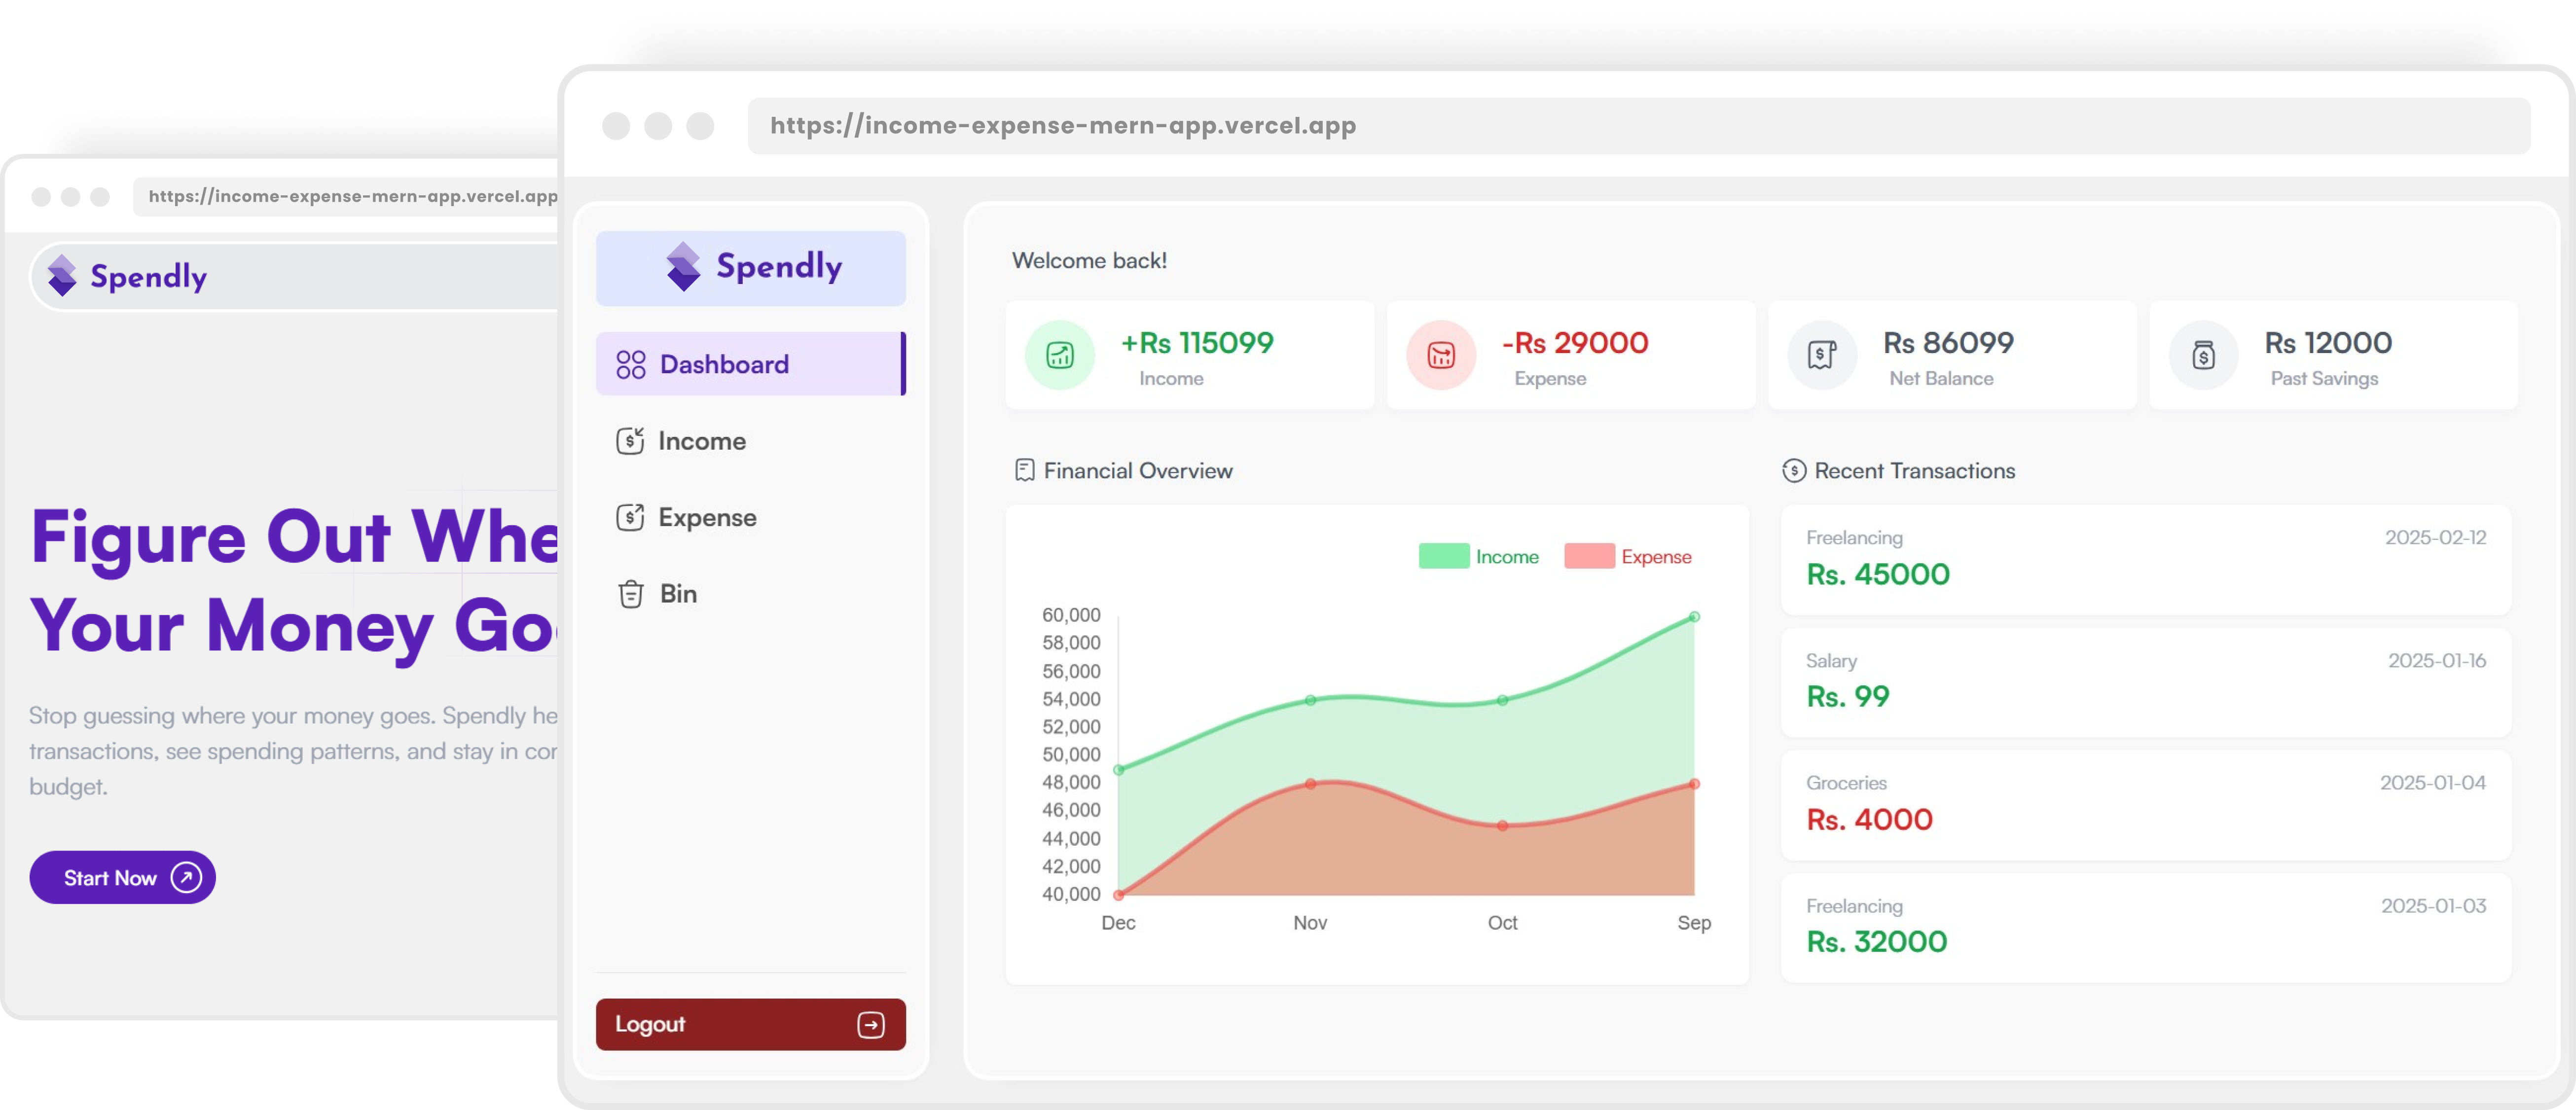 https://income-expense-mern-app.vercel.app
Spendly
Figure Out Whe
Your Money Go
Stop guessing where your money goes. Spendly he
transactions, see spending patterns, and stay in cor
budget.
Start Now
https://income-expense-mern-app.vercel.app
Spendly
Dashboard
Income
Expense
Bin
Logout
Welcome back!
+Rs 115099
Income
-Rs 29000
Expense
Rs 86099
Net Balance
Rs 12000
Past Savings
Financial Overview
Income Expense
60,000
58,000
56,000
54,000
52,000
50,000
48,000
46,000
44,000
42,000
40,000
Dec Nov Oct Sep
Recent Transactions
Freelancing 2025-02-12
Rs. 45000
Salary 2025-01-16
Rs. 99
Groceries 2025-01-04
Rs. 4000
Freelancing 2025-01-03
Rs. 32000